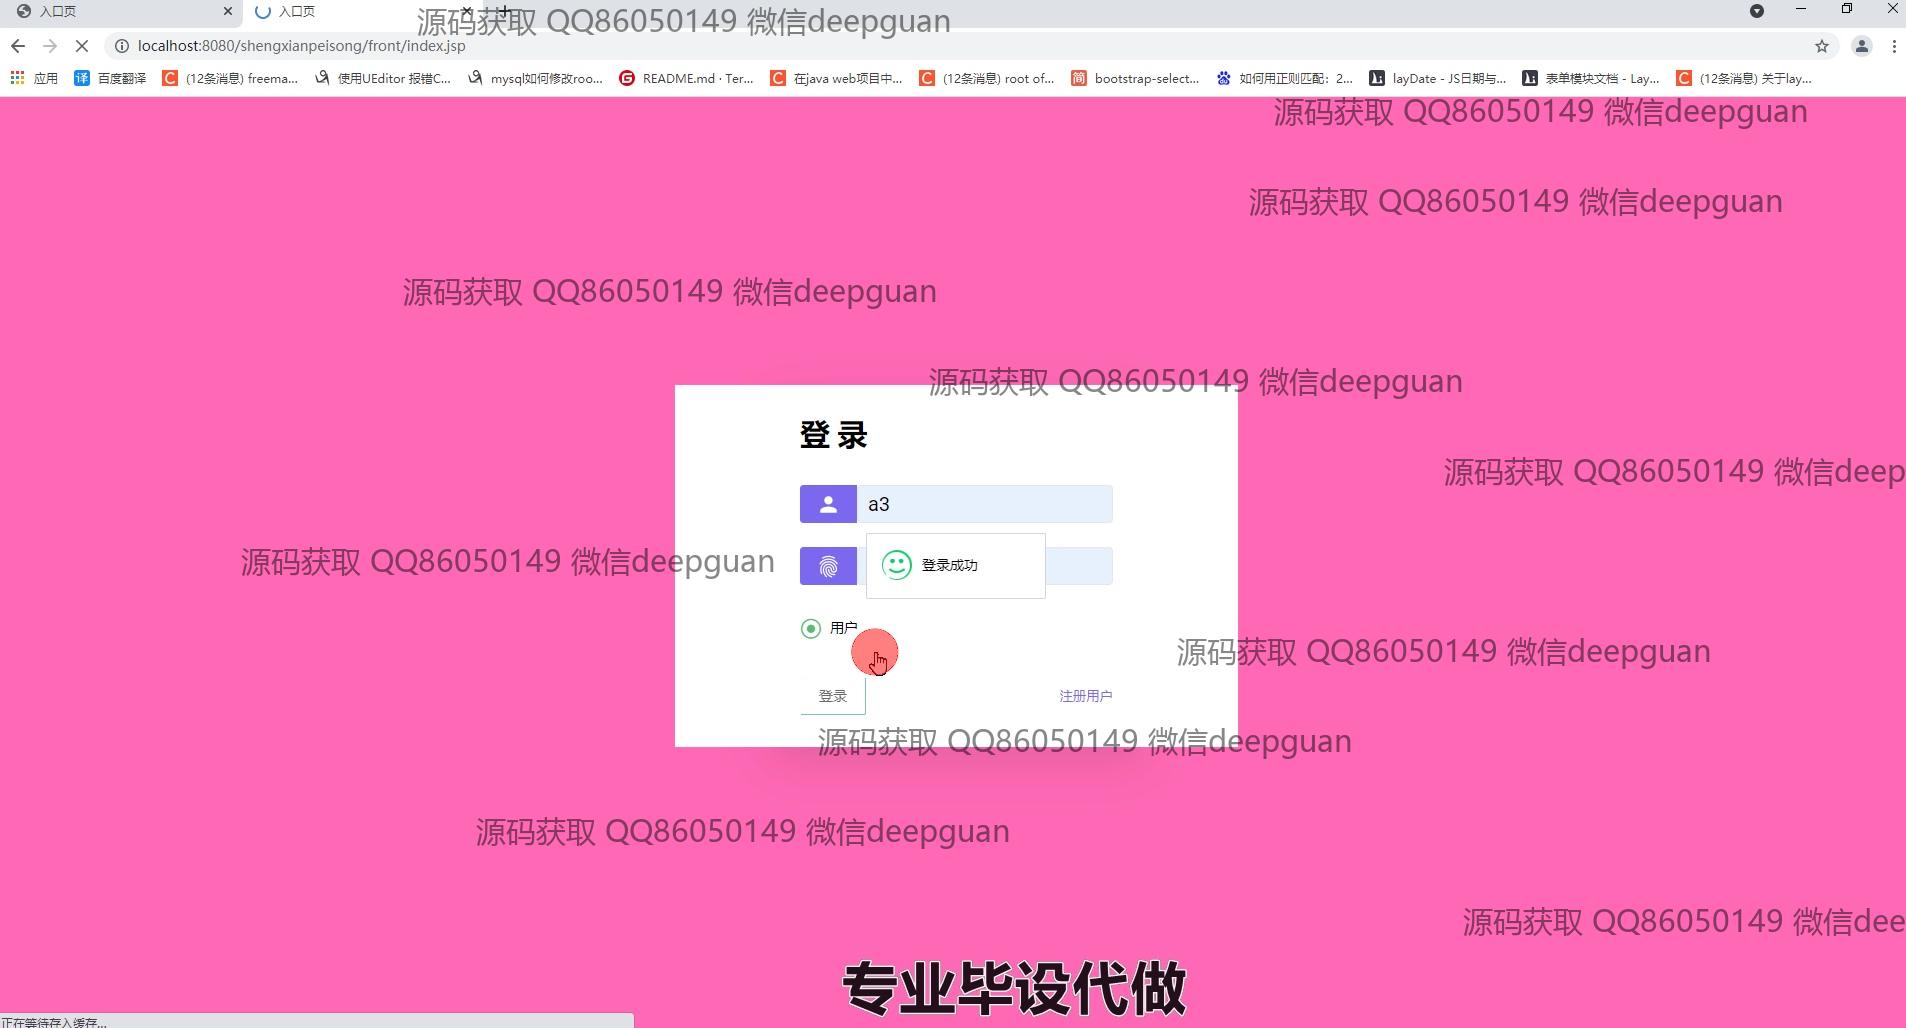 入口页
入口页
源码获取 QQ86050149 微信deepguan
localhost:8080/shengxianpeisong/front/index.jsp
应用
百度翻译
(12条消息) freema...
使用UEditor 报错C...
mysql如何修改roo...
README.md · Ter...
在java web项目中...
(12条消息) root of...
bootstrap-select...
如何用正则匹配：2...
layDate - JS日期与...
表单模块文档 - Lay...
(12条消息) 关于lay...
源码获取 QQ86050149 微信deepguan
源码获取 QQ86050149 微信deepguan
源码获取 QQ86050149 微信deepguan
源码获取 QQ86050149 微信deepguan
登 录
源码获取 QQ86050149 微信deep
a3
源码获取 QQ86050149 微信deepguan
登录成功
用户
源码获取 QQ86050149 微信deepguan
登录
注册用户
源码获取 QQ86050149 微信deepguan
源码获取 QQ86050149 微信deepguan
源码获取 QQ86050149 微信dee
专业毕设代做
正在等待存入缓存...